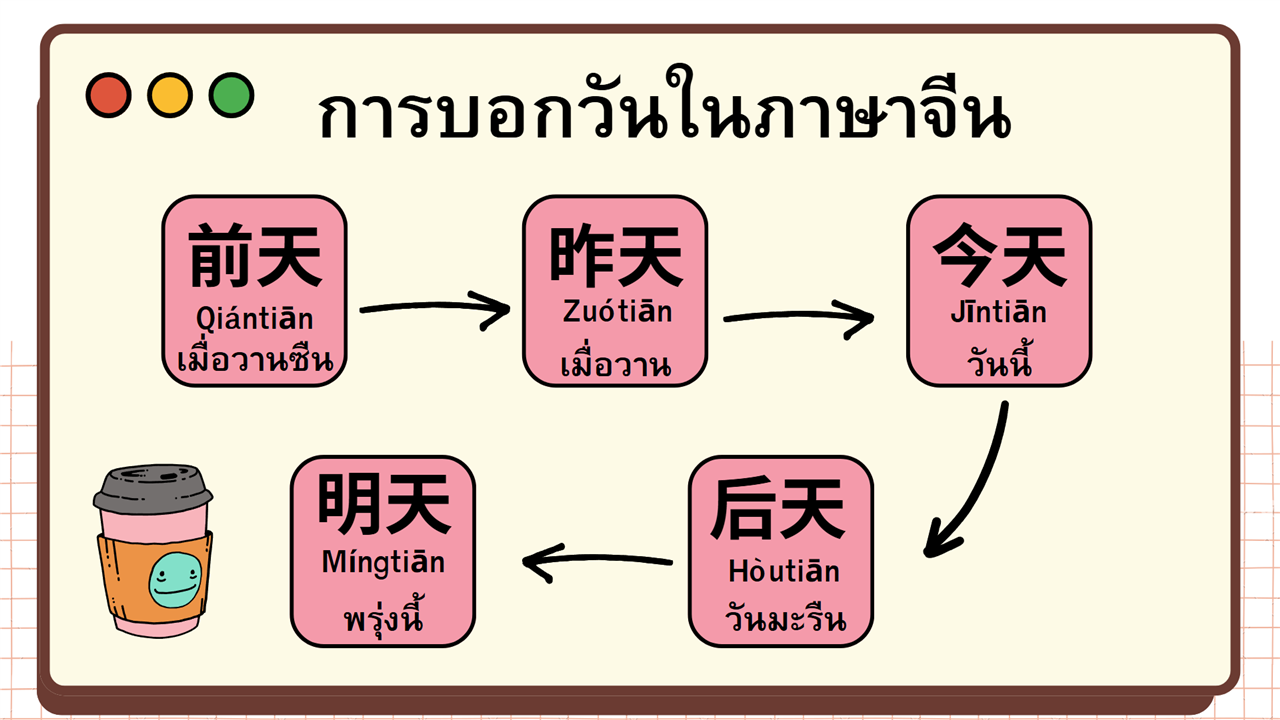 การบอกวันในภาษาจีน
前天
Qiántiān
เมื่อวานซืน
昨天
Zuótiān
เมื่อวาน
今天
Jīntiān
วันนี้
明天
Míngtiān
พรุ่งนี้
后天
Hòutiān
วันมะรืน